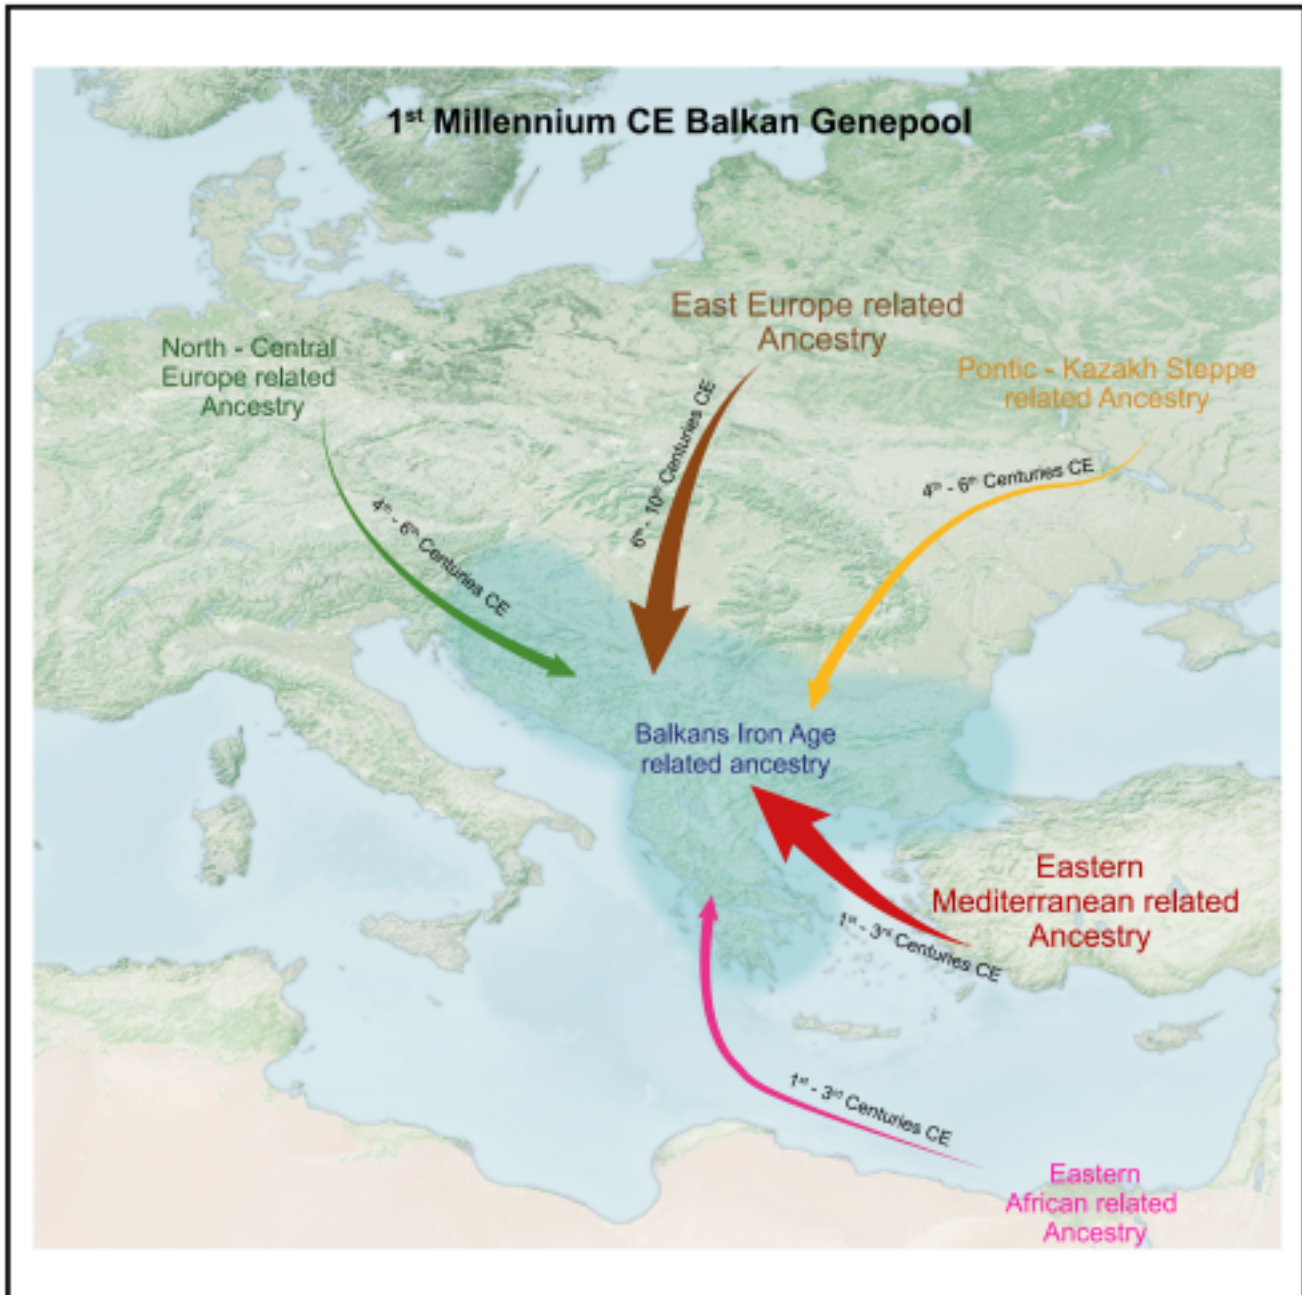 1st Millennium CE Balkan Genepool
East Europe related
Ancestry
North - Central
Europe related
Ancestry
Pontic - Kazakh Steppe
related Ancestry
6th - 10th Centuries CE
4th - 6th Centuries CE
4th - 6th Centuries CE
Balkans Iron Age
related ancestry
Eastern
Mediterranean related
Ancestry
1st - 3rd Centuries CE
1st - 3rd Centuries CE
Eastern
African related
Ancestry